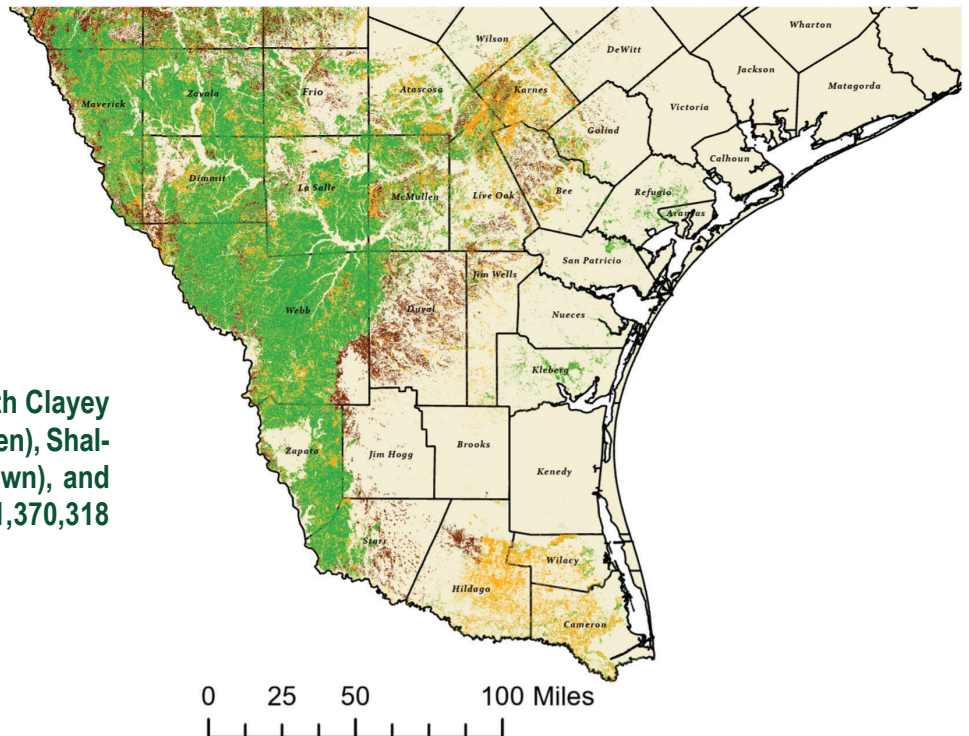 Wharton
Wilson
DeWitt
Jackson
Matagorda
Atascosa
Karnes
Frio
Zavala
Maverick
Victoria
Goliad
Calhoun
Dimmit
La Salle
McMullen
Live Oak
Bee
Refugio
Aransas
San Patricio
Jim Wells
Webb
Duval
Nueces
Kleberg
th Clayey
en), Shal-
wn), and
1,370,318
Zapata
Jim Hogg
Brooks
Kenedy
Starr
Wilacy
Hildago
Cameron
0 25 50 100 Miles